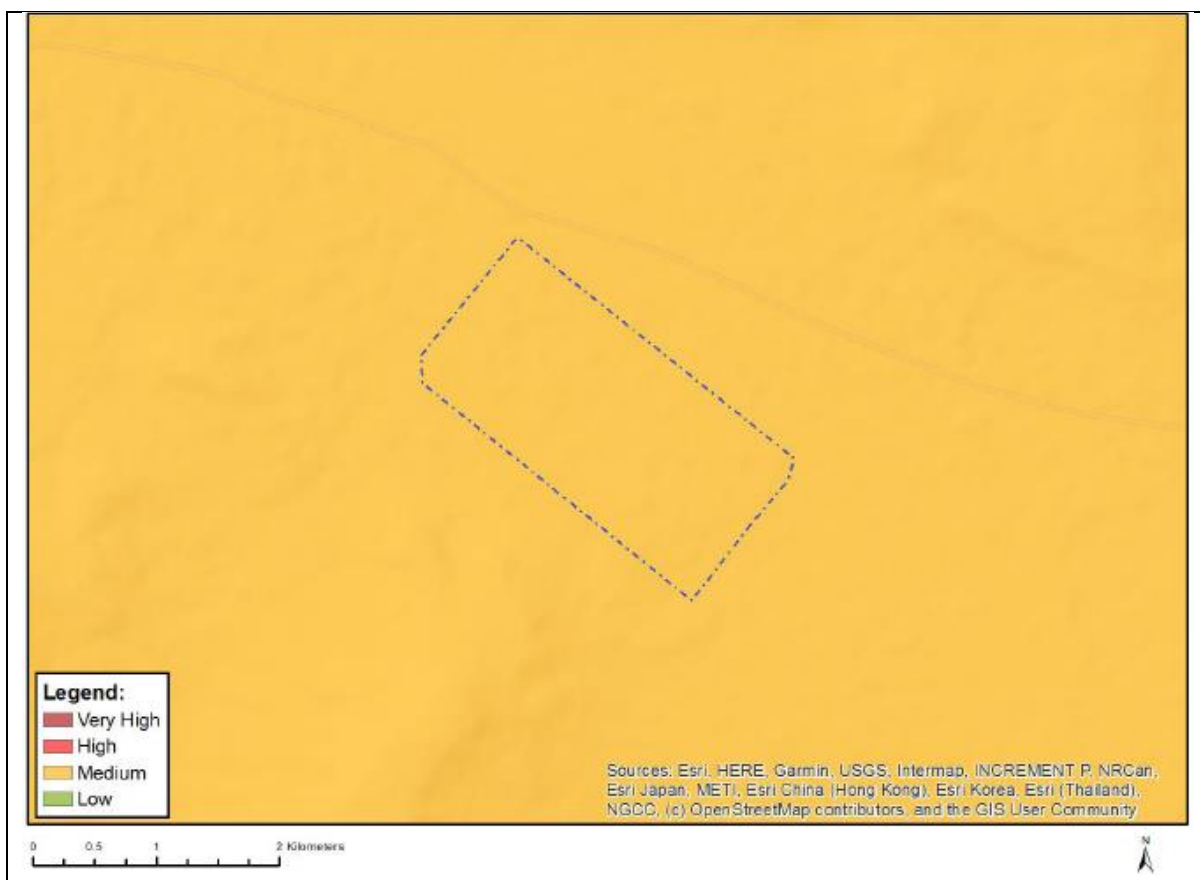 Legend:
Very High
High
Medium
Low
Sources: Esri, HERE, Garmin, USGS, Intermap, INCREMENT P, NRCan,
Esri Japan, METI, Esri China (Hong Kong), Esri Korea, Esri (Thailand),
NGCC, (c) OpenStreetMap contributors, and the GIS User Community
0 0.5 1 2 Kilometers
N